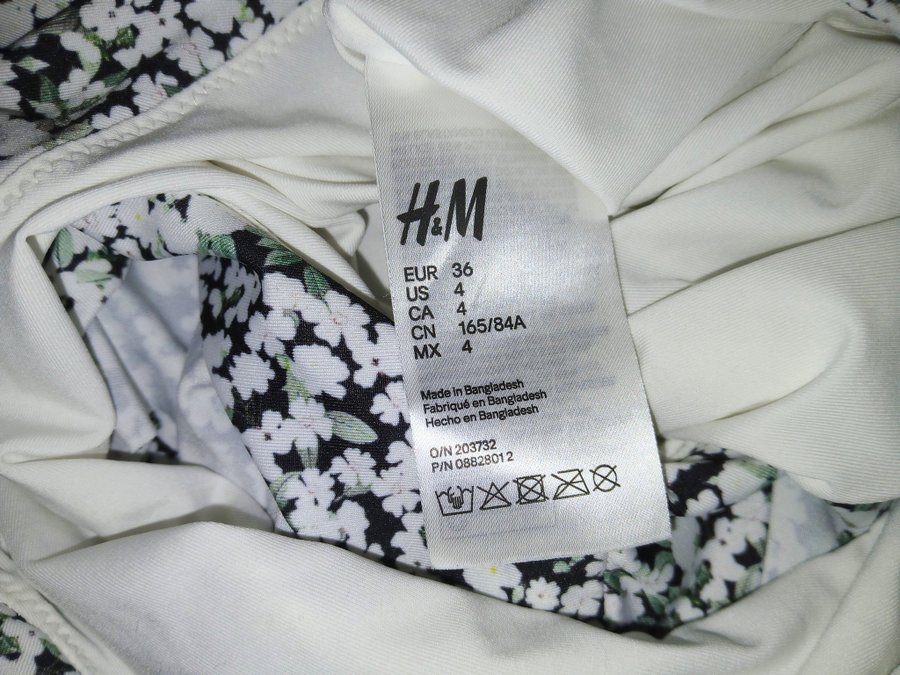 H&M
EUR 36
US 4
CA 4
CN 165/84A
MX 4
Made in Bangladesh
Fabriqué en Bangladesh
Hecho en Bangladesh
O/N 203732
P/N 08828012